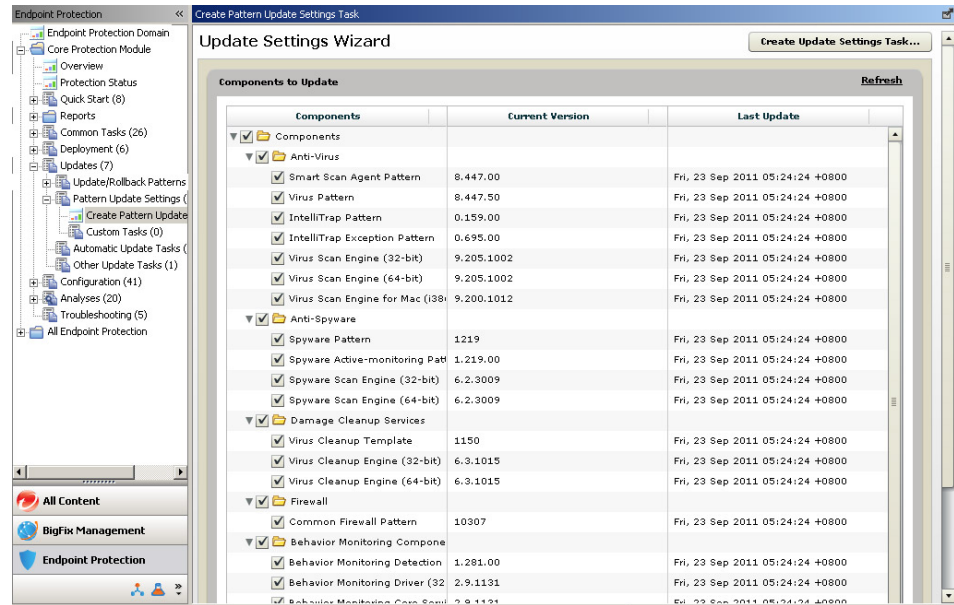 Endpoint Protection
Create Pattern Update Settings Task
Endpoint Protection Domain
Core Protection Module
Overview
Protection Status
Quick Start (8)
Reports
Common Tasks (26)
Deployment (6)
Updates (7)
Update/Rollback Patterns
Pattern Update Settings (
Create Pattern Update
Custom Tasks (0)
Automatic Update Tasks (
Other Update Tasks (1)
Configuration (41)
Analyses (20)
Troubleshooting (5)
All Endpoint Protection
All Content
BigFix Management
Endpoint Protection
Update Settings Wizard
Create Update Settings Task...
Components to Update
Refresh
Components Current Version Last Update
Components
Anti-Virus
Smart Scan Agent Pattern 8.447.00 Fri, 23 Sep 2011 05:24:24 +0800
Virus Pattern 8.447.50 Fri, 23 Sep 2011 05:24:24 +0800
IntelliTrap Pattern 0.159.00 Fri, 23 Sep 2011 05:24:24 +0800
IntelliTrap Exception Pattern 0.695.00 Fri, 23 Sep 2011 05:24:24 +0800
Virus Scan Engine (32-bit) 9.205.1002 Fri, 23 Sep 2011 05:24:24 +0800
Virus Scan Engine (64-bit) 9.205.1002 Fri, 23 Sep 2011 05:24:24 +0800
Virus Scan Engine for Mac (i38 9.200.1012 Fri, 23 Sep 2011 05:24:24 +0800
Anti-Spyware
Spyware Pattern 1219 Fri, 23 Sep 2011 05:24:24 +0800
Spyware Active-monitoring Patt 1.219.00 Fri, 23 Sep 2011 05:24:24 +0800
Spyware Scan Engine (32-bit) 6.2.3009 Fri, 23 Sep 2011 05:24:24 +0800
Spyware Scan Engine (64-bit) 6.2.3009 Fri, 23 Sep 2011 05:24:24 +0800
Damage Cleanup Services
Virus Cleanup Template 1150 Fri, 23 Sep 2011 05:24:24 +0800
Virus Cleanup Engine (32-bit) 6.3.1015 Fri, 23 Sep 2011 05:24:24 +0800
Virus Cleanup Engine (64-bit) 6.3.1015 Fri, 23 Sep 2011 05:24:24 +0800
Firewall
Common Firewall Pattern 10307 Fri, 23 Sep 2011 05:24:24 +0800
Behavior Monitoring Compone
Behavior Monitoring Detection 1.281.00 Fri, 23 Sep 2011 05:24:24 +0800
Behavior Monitoring Driver (32 2.9.1131 Fri, 23 Sep 2011 05:24:24 +0800
Behavior Monitoring Core Servi 2.9.1131 Fri, 23 Sep 2011 05:24:24 +0800